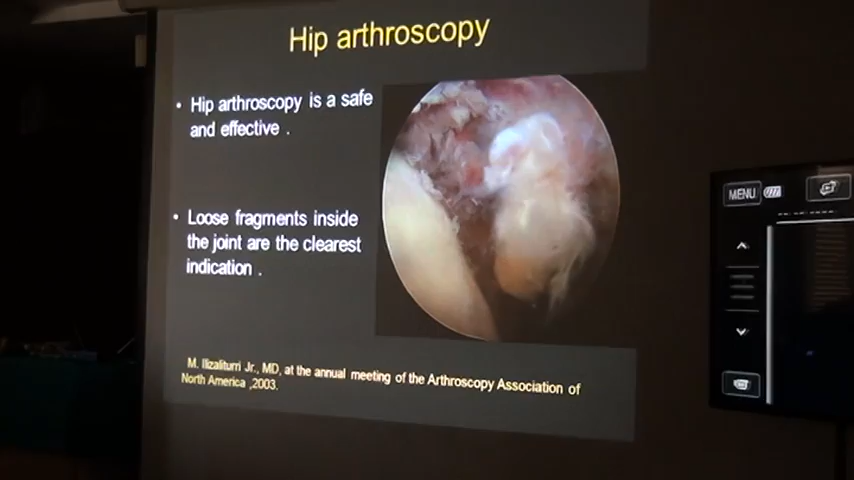 Hip arthroscopy
• Hip arthroscopy is a safe
and effective .
• Loose fragments inside
the joint are the clearest
indication .
M. Ilizaliturri Jr., MD, at the annual meeting of the Arthroscopy Association of
North America ,2003.
MENU